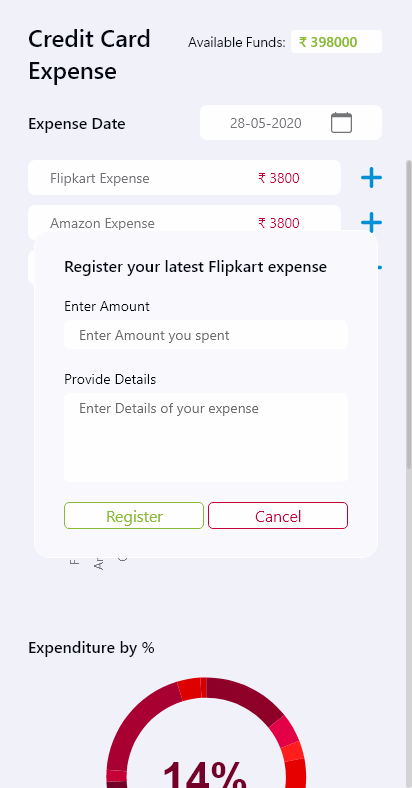 Credit Card
Expense
Available Funds: ₹ 398000
Expense Date
28-05-2020
Flipkart Expense ₹ 3800
Amazon Expense ₹ 3800
Register your latest Flipkart expense
Enter Amount
Enter Amount you spent
Provide Details
Enter Details of your expense
Register Cancel
Expenditure by %
14%